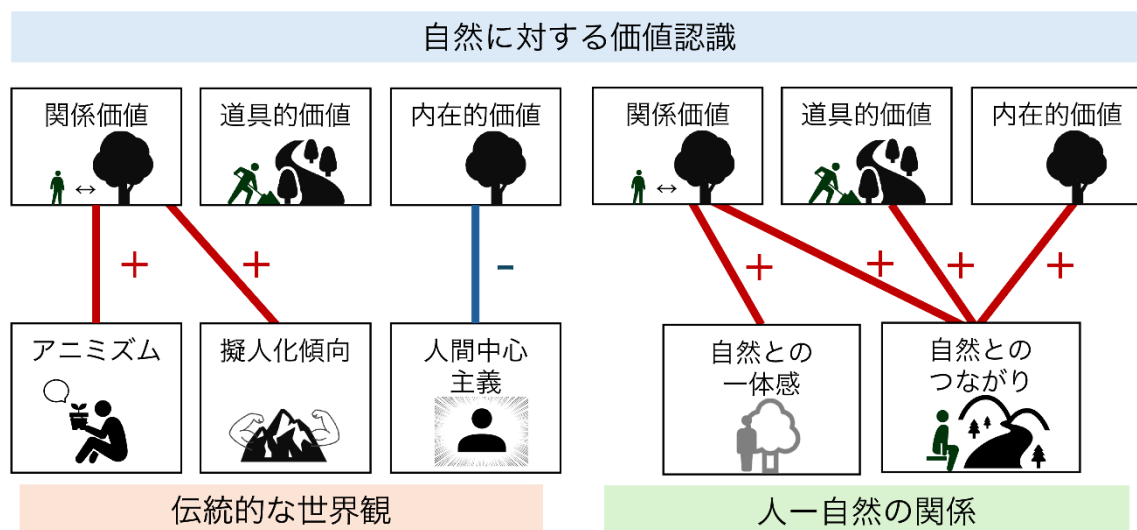 自然に対する価値認識
関係価値
道具的価値
内在的価値
関係価値
道具的価値
内在的価値
↔
↔
+
+
-
+
+
+
+
アニミズム
擬人化傾向
人間中心
主義
自然との
一体感
自然との
つながり
伝統的な世界観
人ー自然の関係